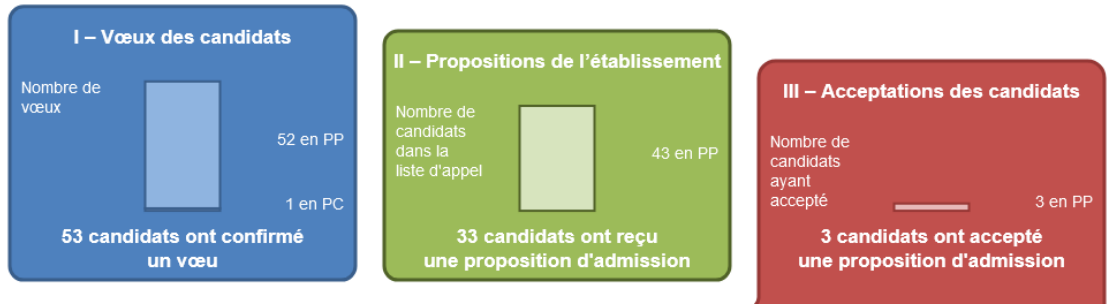 I – Vœux des candidats
Nombre de
vœux
52 en PP
1 en PC
53 candidats ont confirmé
un vœu
II – Propositions de l'établissement
Nombre de
candidats
dans la
liste d'appel
43 en PP
33 candidats ont reçu
une proposition d'admission
III – Acceptations des candidats
Nombre de
candidats
ayant
accepté
3 en PP
3 candidats ont accepté
une proposition d'admission